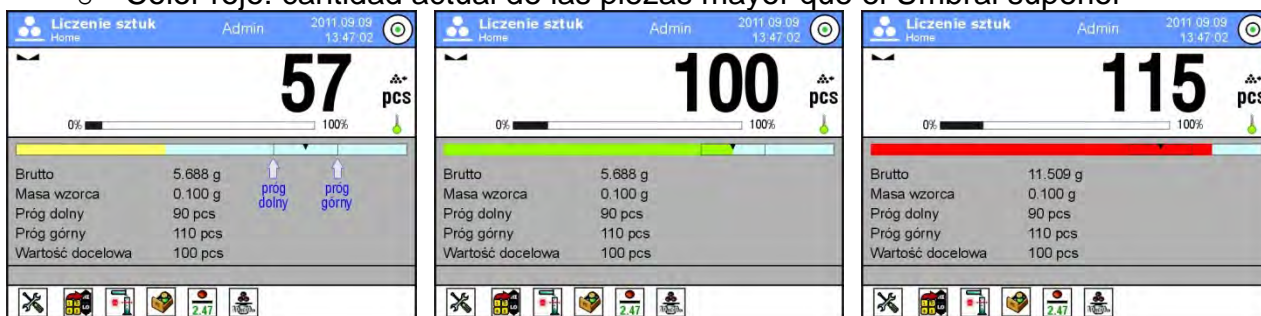 o Color rojo: cantidad actual de las piezas mayor que el Umbral superior
Liczenie sztuk Admin 2011.09.09
Home 13:47:02
57
pcs
0% 100%
Brutto 5.688 g
Masa wzorca 0.100 g
Próg dolny 90 pcs
Próg górny 110 pcs
Wartość docelowa 100 pcs
próg dolny
próg górny
2.47
Liczenie sztuk Admin 2011.09.09
Home 13:47:02
100
pcs
0% 100%
Brutto 5.688 g
Masa wzorca 0.100 g
Próg dolny 90 pcs
Próg górny 110 pcs
Wartość docelowa 100 pcs
2.47
Liczenie sztuk Admin 2011.09.09
Home 13:47:02
115
pcs
0% 100%
Brutto 11.509 g
Masa wzorca 0.100 g
Próg dolny 90 pcs
Próg górny 110 pcs
Wartość docelowa 100 pcs
2.47